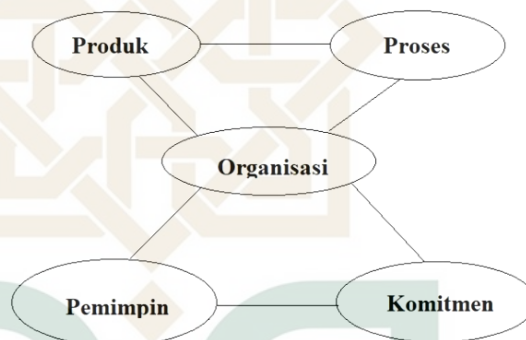 Produk
Proses
Organisasi
Pemimpin
Komitmen